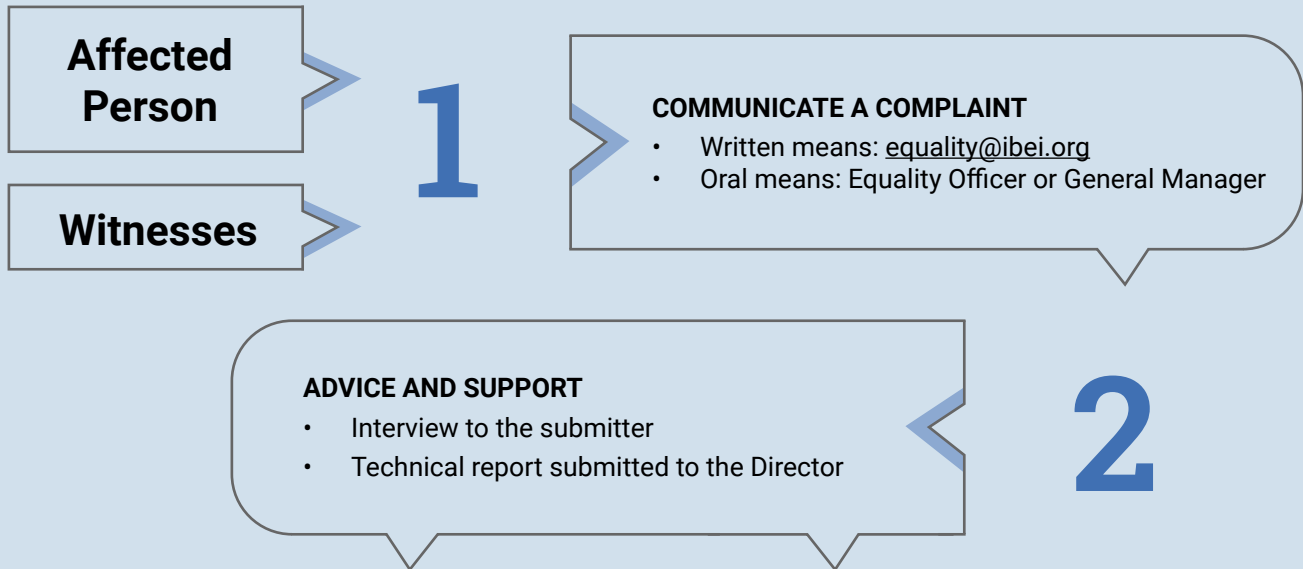 Affected
Person
Witnesses
1
COMMUNICATE A COMPLAINT
• Written means: equality@ibei.org
• Oral means: Equality Officer or General Manager
ADVICE AND SUPPORT
• Interview to the submitter
• Technical report submitted to the Director
2